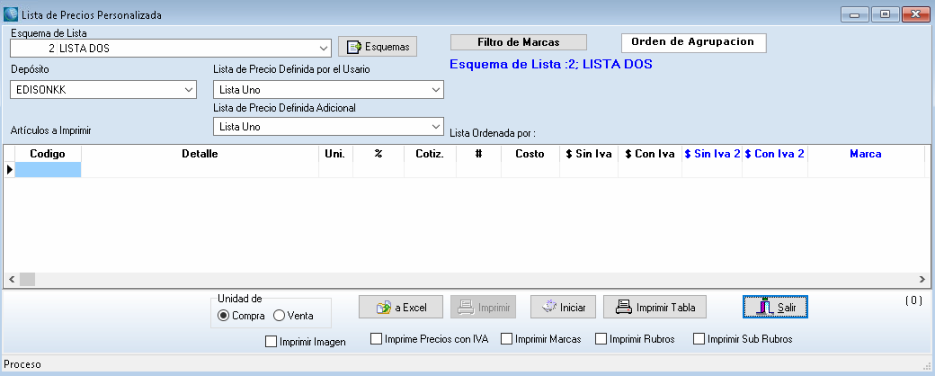 Lista de Precios Personalizada
Esquema de Lista
2 LISTA DOS
Esquemas
Filtro de Marcas
Orden de Agrupacion
Esquema de Lista :2; LISTA DOS
Depósito
Lista de Precio Definida por el Usario
EDISONKK
Lista Uno
Lista de Precio Definida Adicional
Lista Uno
Artículos a Imprimir
Lista Ordenada por :
Codigo Detalle Uni. % Cotiz. # Costo $ Sin Iva $ Con Iva $ Sin Iva 2 $ Con Iva 2 Marca
Unidad de
Compra Venta
a Excel
Imprimir
Iniciar
Imprimir Tabla
Salir
( 0 )
Imprimir Imagen
Imprime Precios con IVA
Imprimir Marcas
Imprimir Rubros
Imprimir Sub Rubros
Proceso